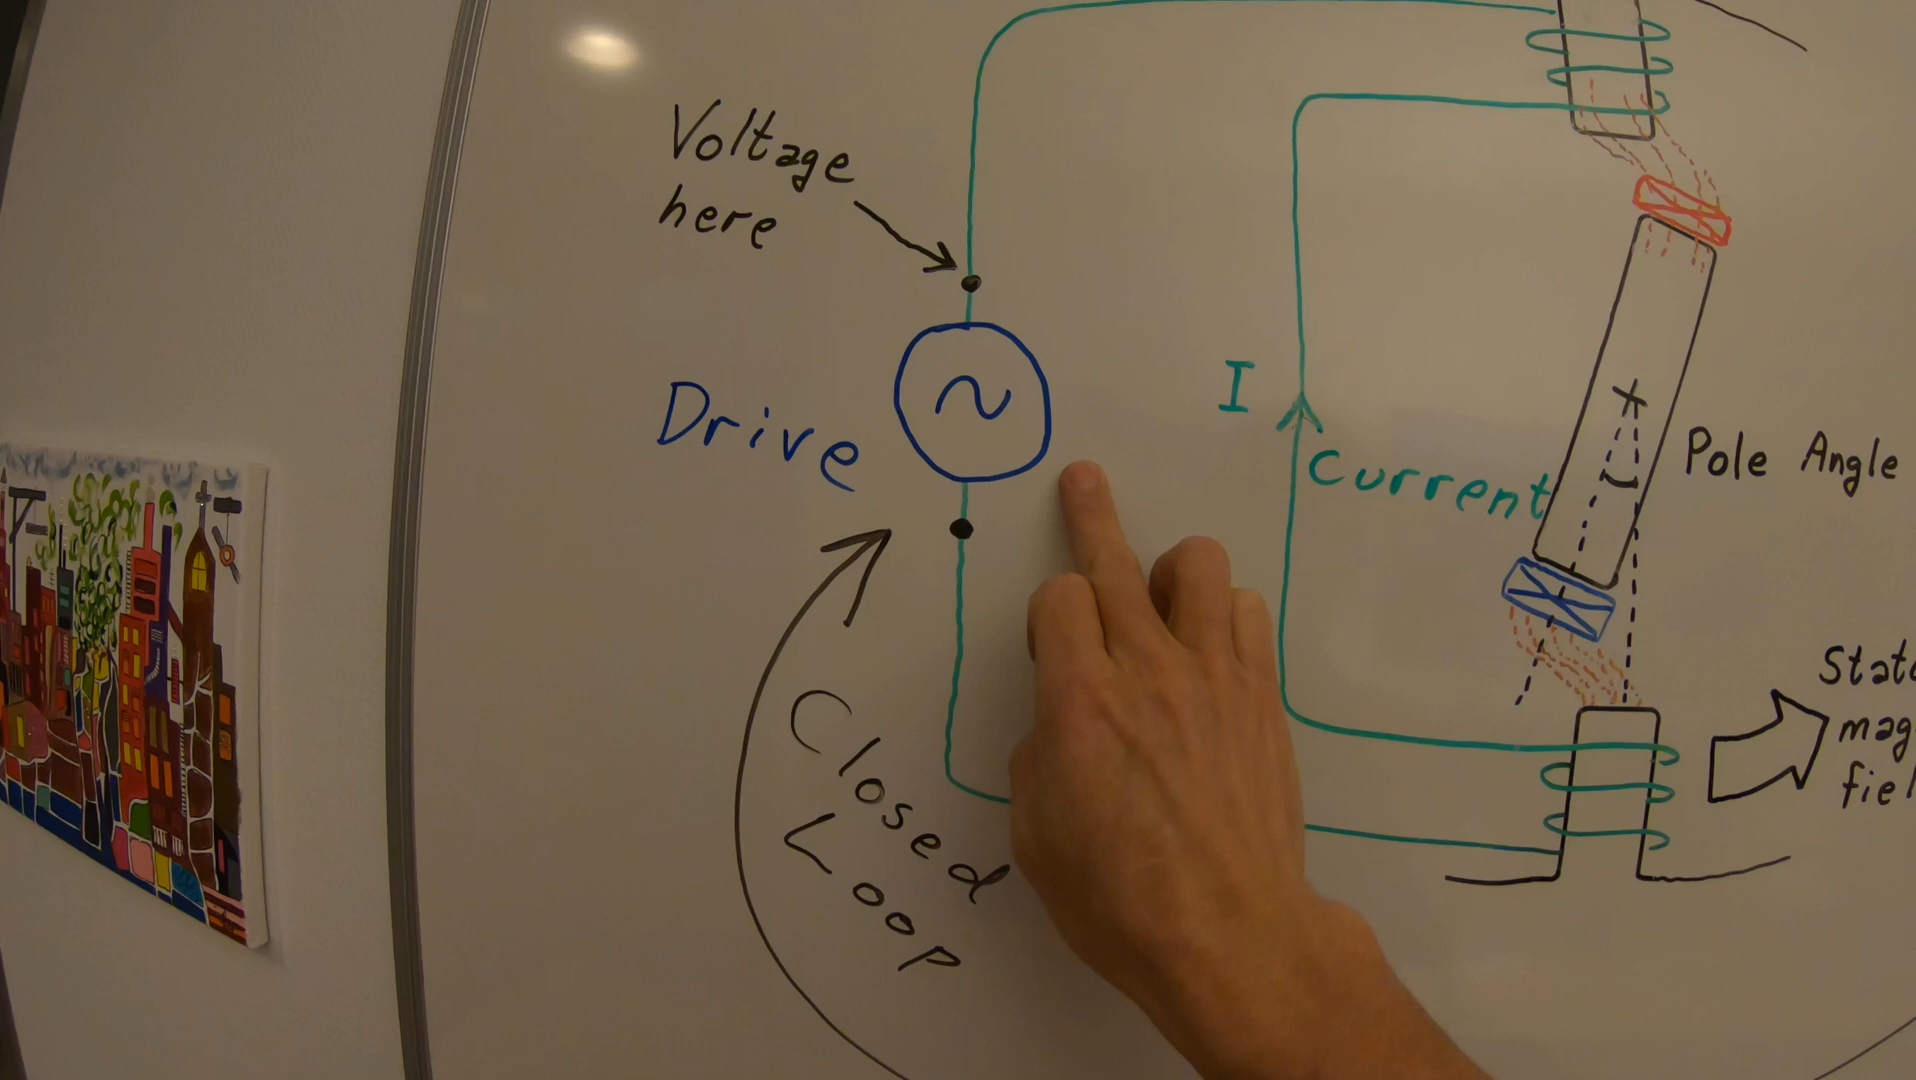 Voltage
here
Drive
I
Current
Pole Angle
Closed
Loop